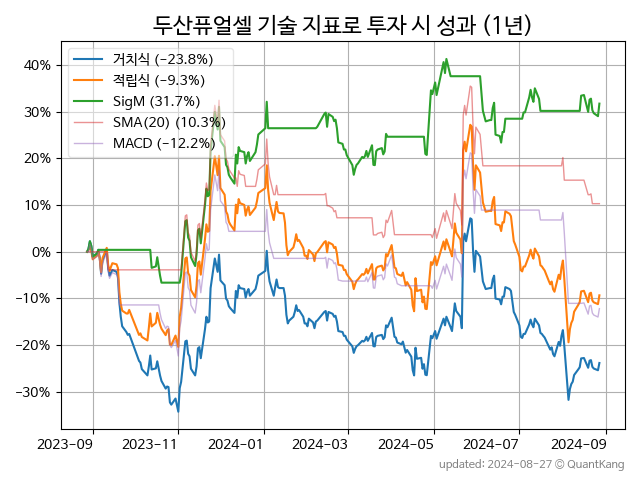 두산퓨얼셀 기술 지표로 투자 시 성과 (1년)
거치식 (−23.8%)
적립식 (−9.3%)
SigM (31.7%)
SMA(20) (10.3%)
MACD (−12.2%)
40%
30%
20%
10%
0%
−10%
−20%
−30%
2023-09 2023-11 2024-01 2024-03 2024-05 2024-07 2024-09
updated: 2024-08-27 © QuantKang